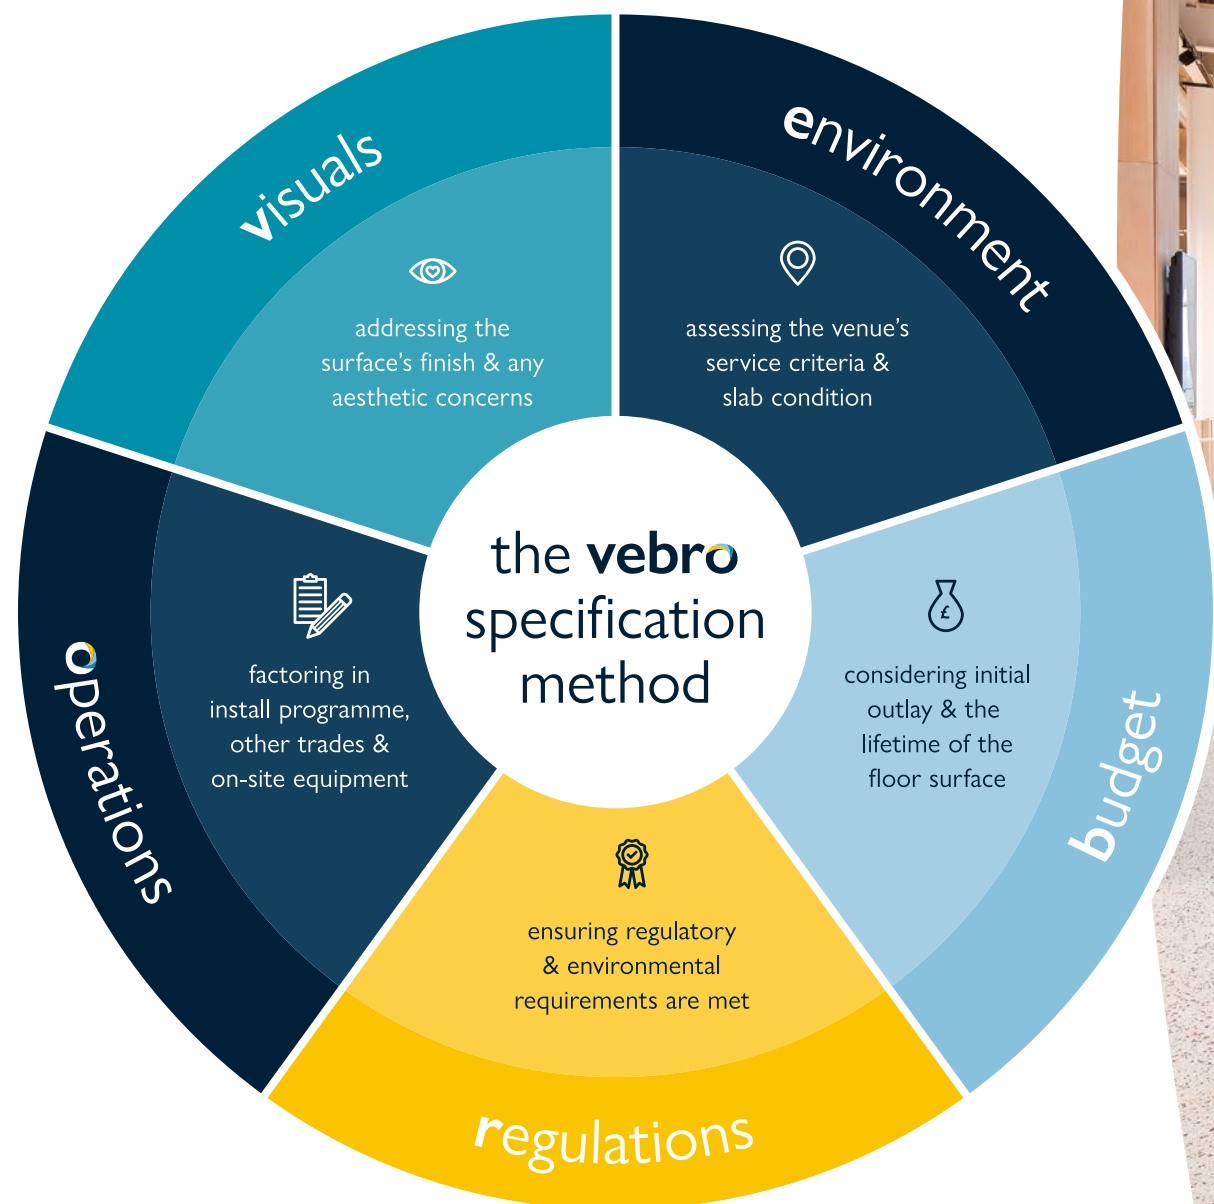 visuals
addressing the
surface's finish & any
aesthetic concerns
environment
assessing the venue's
service criteria &
slab condition
budget
£
considering initial
outlay & the
lifetime of the
floor surface
regulations
ensuring regulatory
& environmental
requirements are met
operations
factoring in
install programme,
other trades &
on-site equipment
the vebro
specification
method